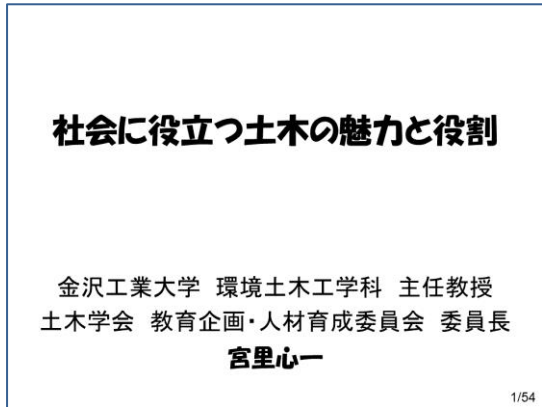 社会に役立つ土木の魅力と役割
金沢工業大学 環境土木工学科 主任教授
土木学会 教育企画・人材育成委員会 委員長
宮里心一
1/54